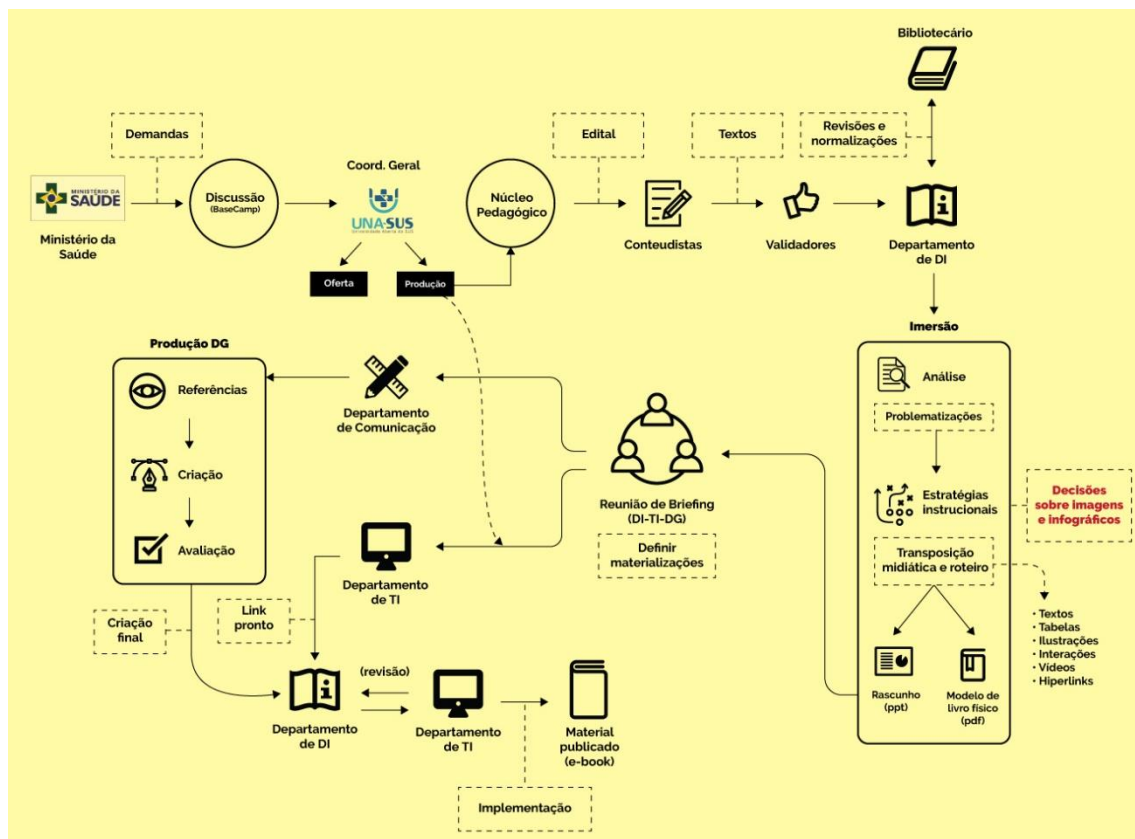 Bibliotecário
Demandas
Edital
Textos
Revisões e
normalizações
MINISTÉRIO DA
SAÚDE
Ministério da
Saúde
Discussão
(BaseCamp)
Coord. Geral
UNA-SUS
Universidade Aberta do SUS
Oferta
Produção
Núcleo
Pedagógico
Conteudistas
Validadores
Departamento
de DI
Imersão
Análise
Problematizações
Estratégias
instrucionais
Decisões
sobre imagens
e infográficos
Transposição
midiática e roteiro
• Textos
• Tabelas
• Ilustrações
• Interações
• Vídeos
• Hiperlinks
Rascunho
(ppt)
Modelo de
livro físico
(pdf)
Reunião de Briefing
(DI-TI-DG)
Definir
materializações
Departamento
de Comunicação
Produção DG
Referências
Criação
Avaliação
Departamento
de TI
Criação
final
Link
pronto
Departamento
de DI
(revisão)
Departamento
de TI
Material
publicado
(e-book)
Implementação